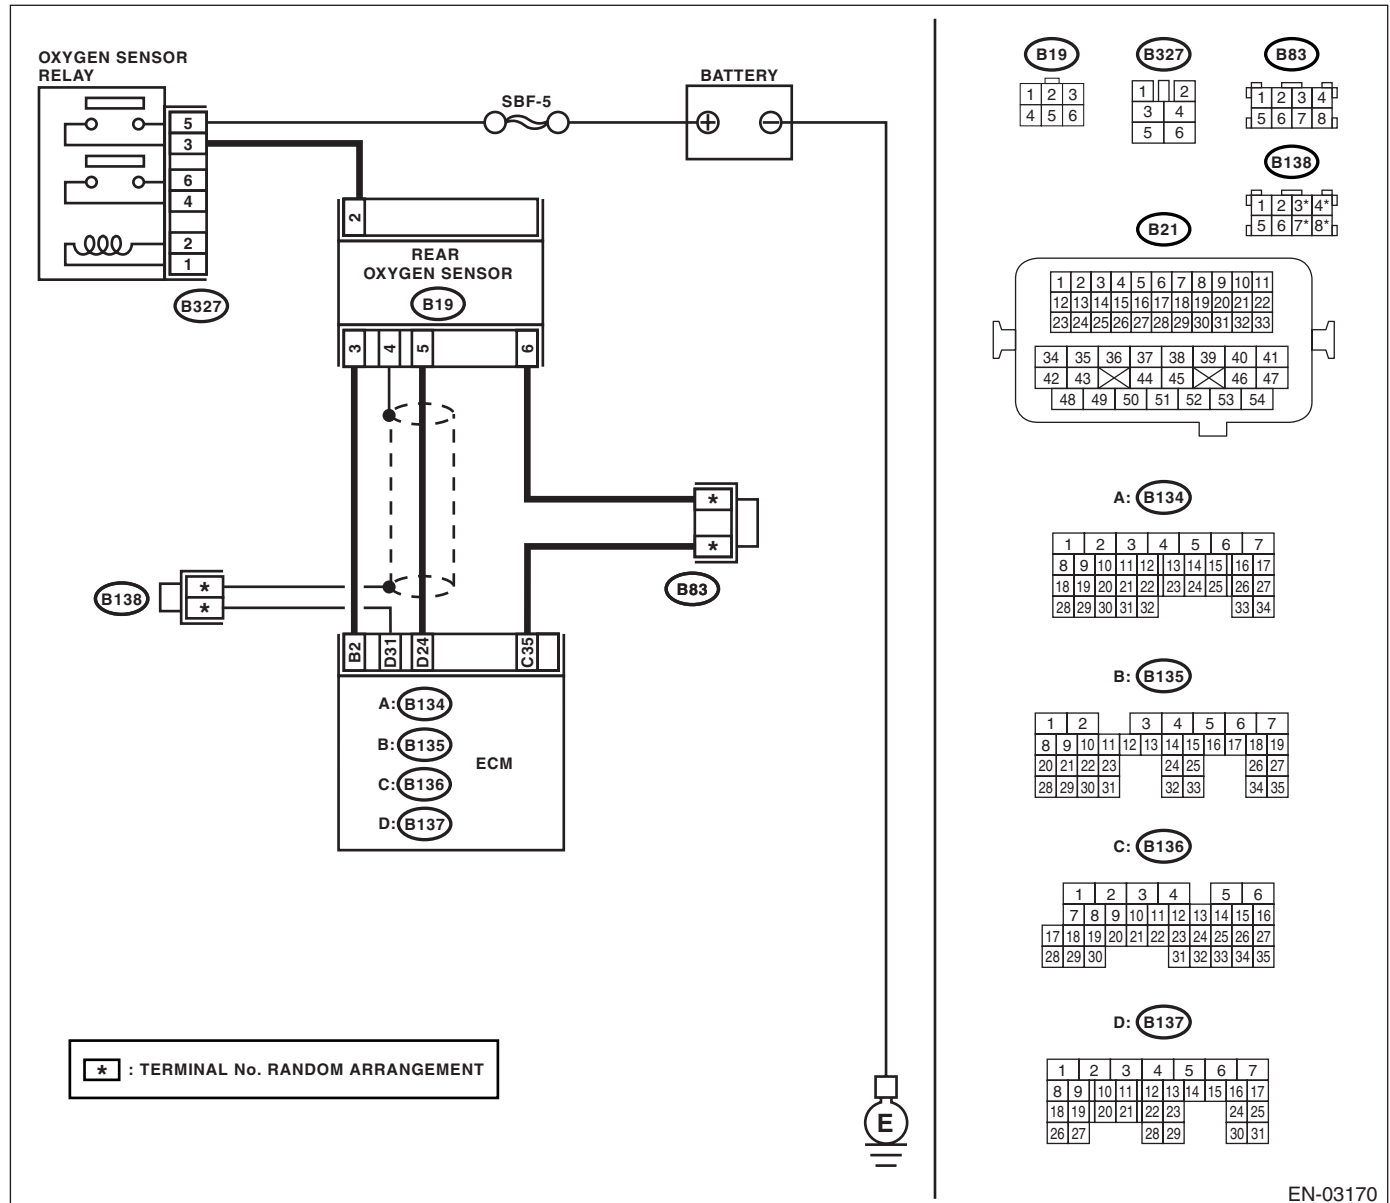 OXYGEN SENSOR
RELAY
5
3
6
4
2
1
B327
SBF-5
BATTERY
+ −
2
REAR
OXYGEN SENSOR
B19
3 4 5 6
*
*
B83
*
*
B138
B2 D31 D24 C35
A: B134
B: B135
C: B136
D: B137
ECM
* : TERMINAL No. RANDOM ARRANGEMENT
E
B19
1 2 3
4 5 6
B327
1 2
3 4
5 6
B83
1 2 3 4
5 6 7 8
B138
1 2 3* 4*
5 6 7* 8*
B21
1 2 3 4 5 6 7 8 9 10 11
12 13 14 15 16 17 18 19 20 21 22
23 24 25 26 27 28 29 30 31 32 33
34 35 36 37 38 39 40 41
42 43 44 45 46 47
48 49 50 51 52 53 54
A: B134
1 2 3 4 5 6 7
8 9 10 11 12 13 14 15 16 17
18 19 20 21 22 23 24 25 26 27
28 29 30 31 32 33 34
B: B135
1 2 3 4 5 6 7
8 9 10 11 12 13 14 15 16 17 18 19
20 21 22 23 24 25 26 27
28 29 30 31 32 33 34 35
C: B136
1 2 3 4 5 6
7 8 9 10 11 12 13 14 15 16
17 18 19 20 21 22 23 24 25 26 27
28 29 30 31 32 33 34 35
D: B137
1 2 3 4 5 6 7
8 9 10 11 12 13 14 15 16 17
18 19 20 21 22 23 24 25
26 27 28 29 30 31
EN-03170